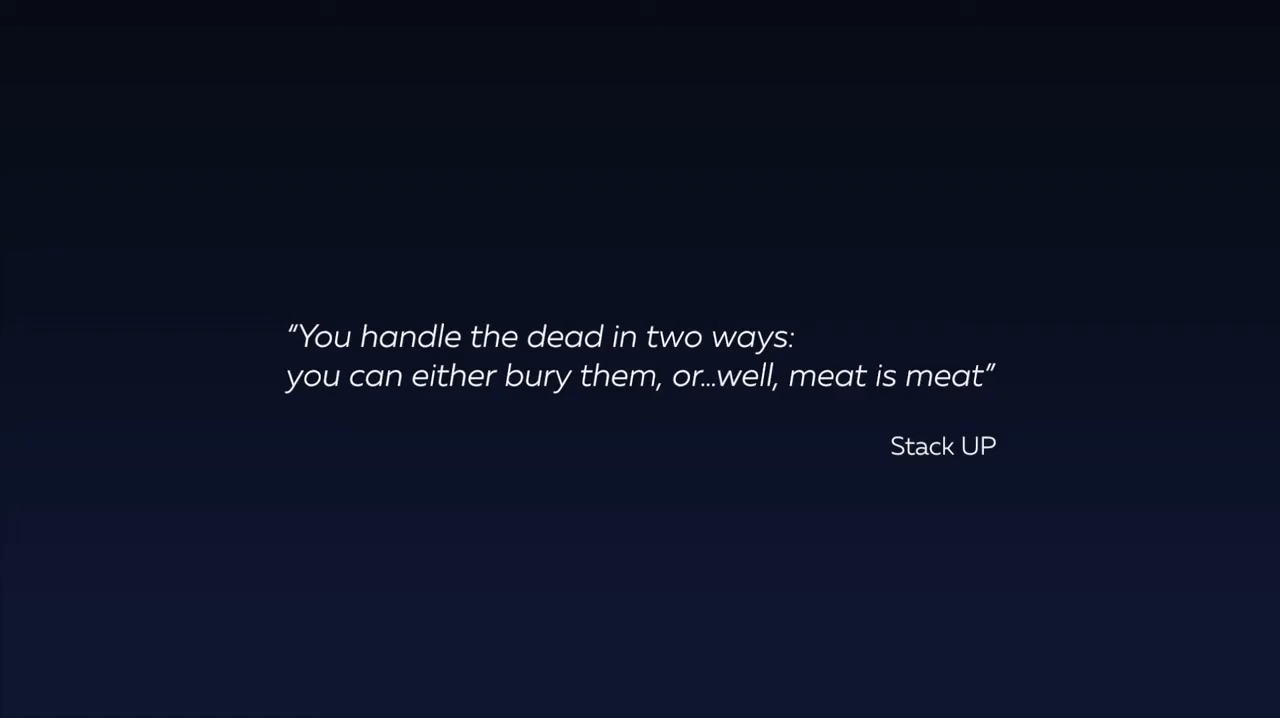 “You handle the dead in two ways:
you can either bury them, or...well, meat is meat”
Stack UP